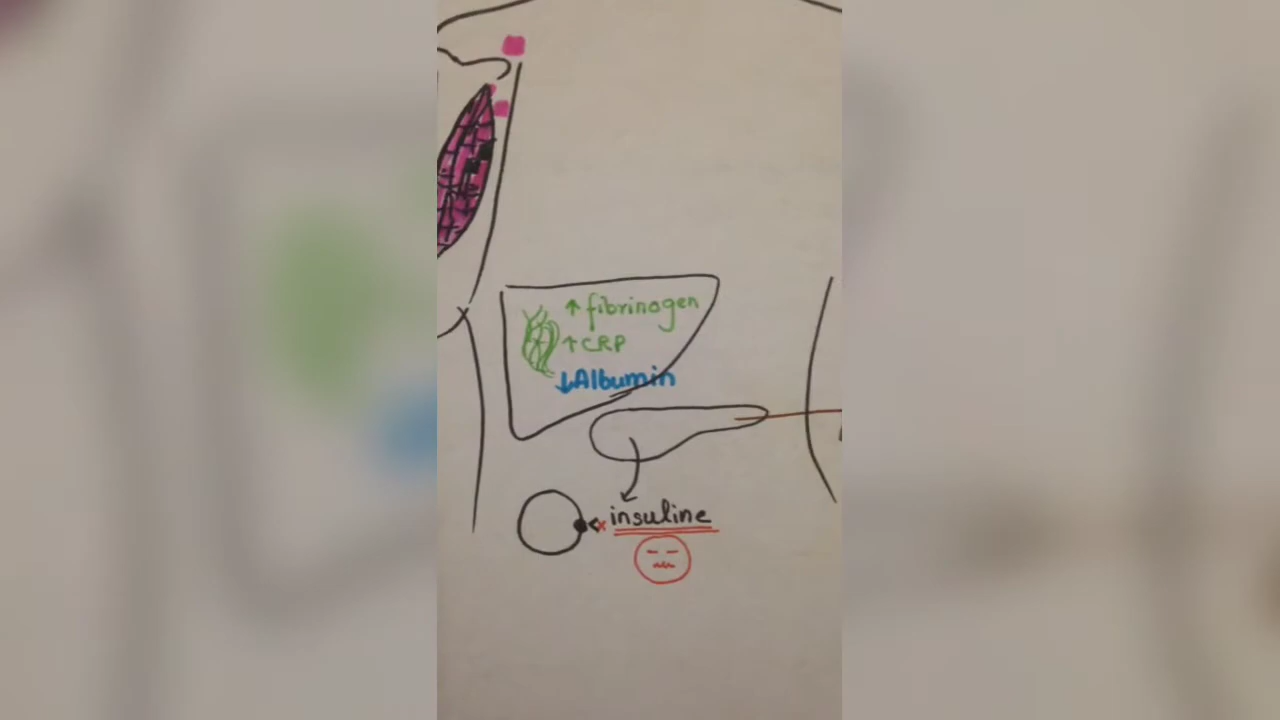 ↑ fibrinogen
↑ CRP
↓ Albumin
insuline